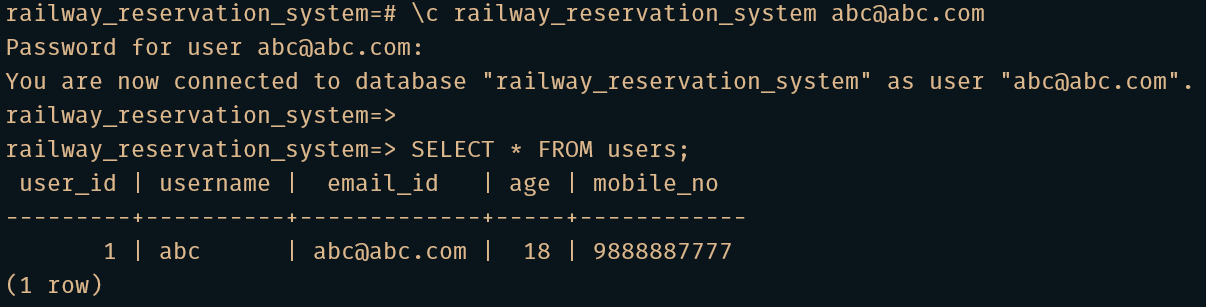 railway_reservation_system=# \c railway_reservation_system abc@abc.com
Password for user abc@abc.com:
You are now connected to database "railway_reservation_system" as user "abc@abc.com".
railway_reservation_system=>
railway_reservation_system=> SELECT * FROM users;
 user_id | username |  email_id   | age | mobile_no
---------+----------+-------------+-----+------------
       1 | abc      | abc@abc.com |  18 | 9888887777
(1 row)